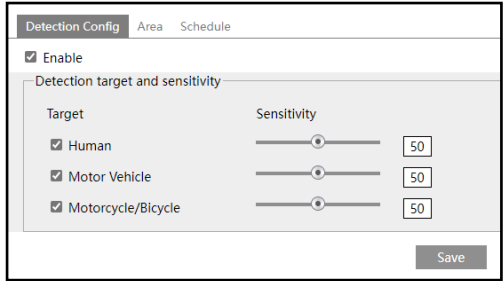 Detection Config Area Schedule
Enable
Detection target and sensitivity
Target Sensitivity
Human 50
Motor Vehicle 50
Motorcycle/Bicycle 50
Save